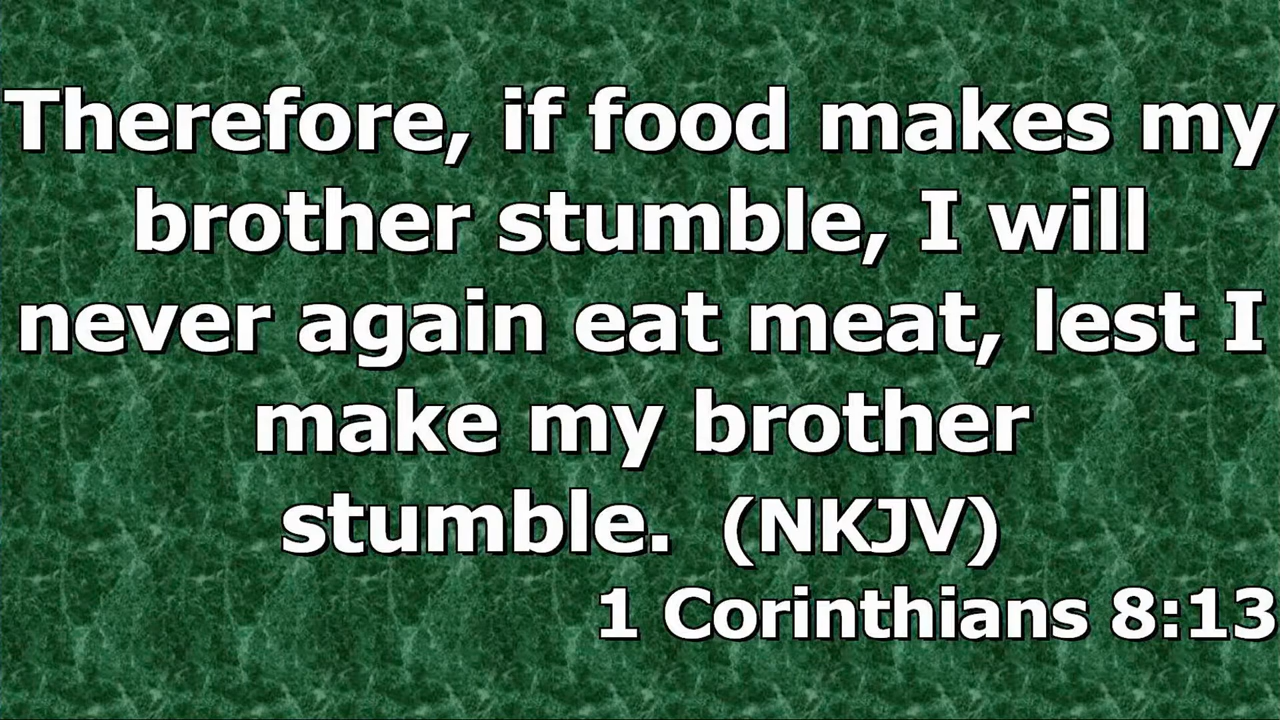 Therefore, if food makes my
brother stumble, I will
never again eat meat, lest I
make my brother
stumble. (NKJV)
1 Corinthians 8:13